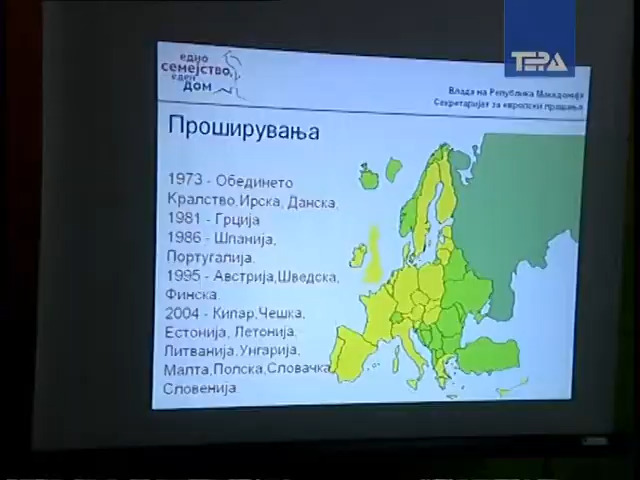 ТЕРА
едно
семејство,
еден
дом
Влада на Република Македонија
Секретаријат за европски прашања
Проширувања
1973 - Обединето
Кралство,Ирска, Данска,
1981 - Грција
1986 - Шпанија,
Португалија.
1995 - Австрија,Шведска,
Финска.
2004 - Кипар,Чешка,
Естонија, Летонија,
Литванија,Унгарија,
Малта,Полска,Словачка
Словенија.